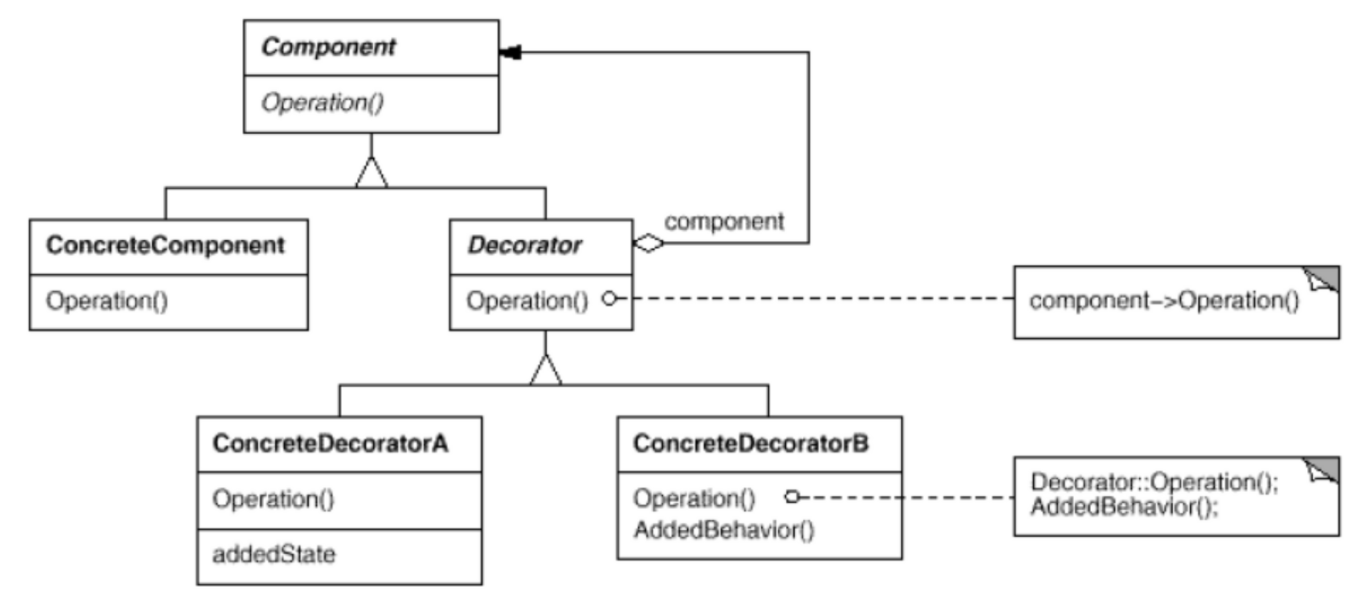 Component
Operation()
ConcreteComponent
Operation()
Decorator
Operation()
component
component->Operation()
ConcreteDecoratorA
Operation()
addedState
ConcreteDecoratorB
Operation()
AddedBehavior()
Decorator::Operation();
AddedBehavior();